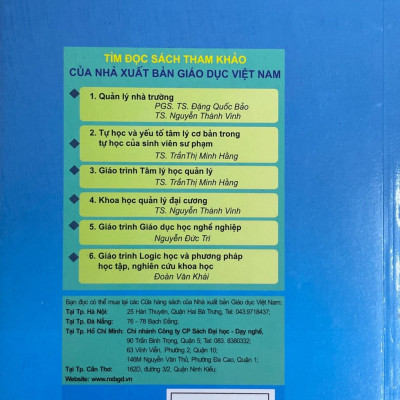 TÌM ĐỌC SÁCH THAM KHẢO
CỦA NHÀ XUẤT BẢN GIÁO DỤC VIỆT NAM
1. Quản lý nhà trường
PGS. TS. Đặng Quốc Bảo
TS. Nguyễn Thành Vinh
2. Tự học và yếu tố tâm lý cơ bản trong
tự học của sinh viên sư phạm
TS. TrầnThị Minh Hằng
3. Giáo trình Tâm lý học quản lý
TS. TrầnThị Minh Hằng
4. Khoa học quản lý đại cương
TS. Nguyễn Thành Vinh
5. Giáo trình Giáo dục học nghề nghiệp
Nguyễn Đức Trí
6. Giáo trình Logic học và phương pháp
học tập, nghiên cứu khoa học
Đoàn Văn Khái
Bạn đọc có thể mua tại các Cửa hàng sách của Nhà xuất bản Giáo dục Việt Nam:
Tại Tp. Hà Nội: 25 Hàn Thuyên, Quận Hai Bà Trưng, Tel: 043.9718437;
Tại Tp. Đà Nẵng: 76 - 78 Bạch Đằng;
Tại Tp. Hồ Chí Minh: Chi nhánh Công ty CP Sách Đại học - Dạy nghề,
90 Trần Bình Trọng, Quận 5; Tel: 083. 8380332;
63 Vĩnh Viễn, Phường 2, Quận 10;
146M Nguyễn Văn Thủ, Phường Đa Cao, Quận 1;
Tại Tp. Cần Thơ: 162D, đường 3/2, Quận Ninh Kiều;
Website: www.nxbgd.vn